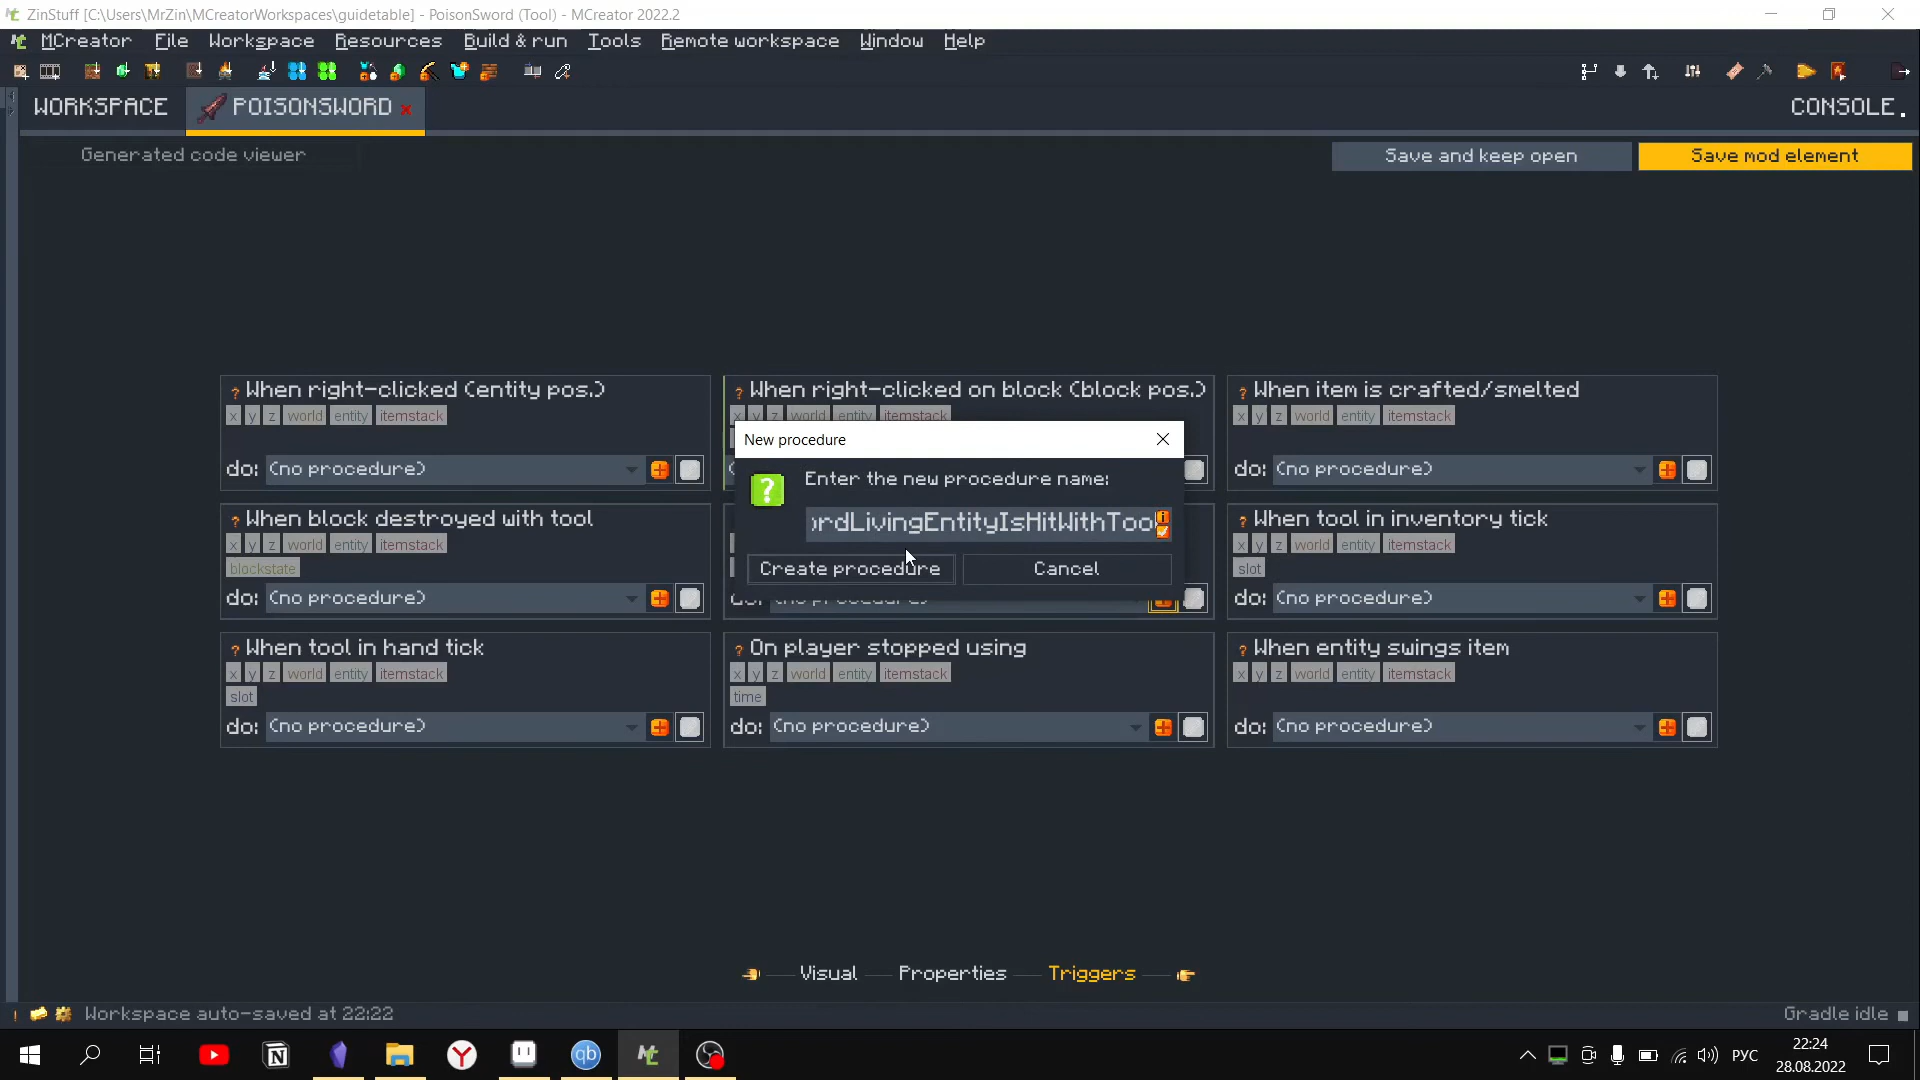 ZinStuff [C:\Users\MrZin\MCreatorWorkspaces\guidetable] - PoisonSword (Tool) - MCreator 2022.2
MCreator File Workspace Resources Build & run Tools Remote workspace Window Help
WORKSPACE POISONSWORD CONSOLE
Generated code viewer Save and keep open Save mod element
When right-clicked (entity pos.) When right-clicked on block (block pos.) When item is crafted/smelted
x y z world entity itemstack x y z world entity itemstack x y z world entity itemstack
New procedure
Enter the new procedure name:
do: (no procedure) do: (no procedure)
When block destroyed with tool ordLivingEntityIsHitWithToo When tool in inventory tick
x y z world entity itemstack x y z world entity itemstack
blockstate Create procedure Cancel slot
do: (no procedure) do: (no procedure) do: (no procedure)
When tool in hand tick On player stopped using When entity swings item
x y z world entity itemstack x y z world entity itemstack x y z world entity itemstack
slot time
do: (no procedure) do: (no procedure) do: (no procedure)
Visual Properties Triggers
Workspace auto-saved at 22:22 Gradle idle
РУС 22:24
28.08.2022